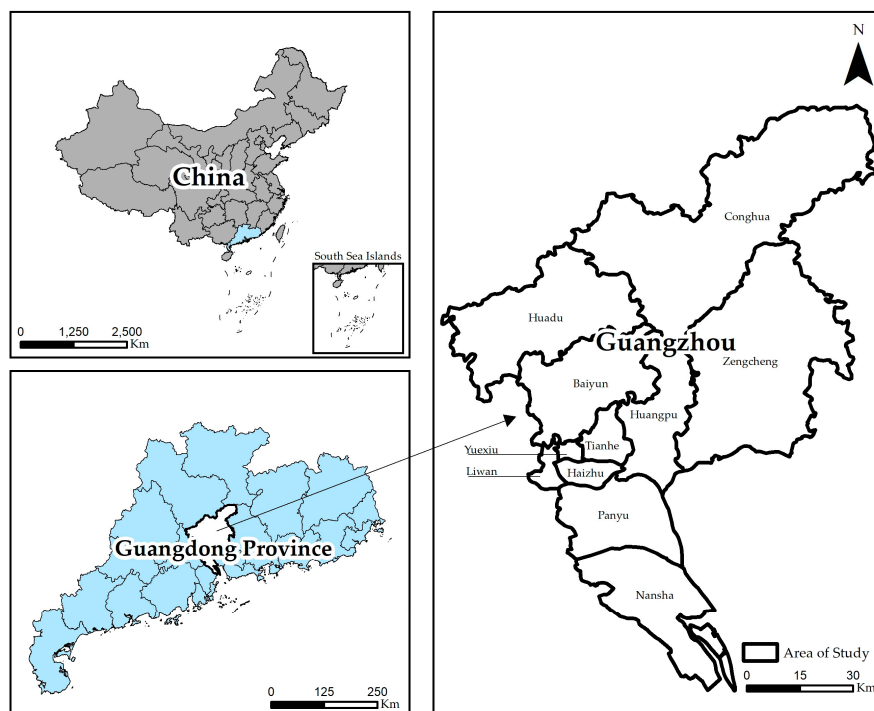 China
South Sea Islands
0 1,250 2,500
Km
Guangdong Province
0 125 250
Km
N
Conghua
Huadu
Guangzhou
Zengcheng
Baiyun
Huangpu
Tianhe
Yuexiu
Liwan
Haizhu
Panyu
Nansha
Area of Study
0 15 30
Km